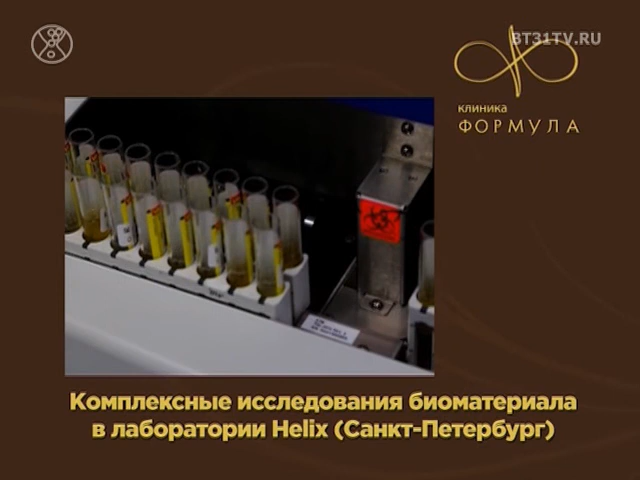 BT31TV.RU
клиника
ФОРМУЛА
Комплексные исследования биоматериала
в лаборатории Helix (Санкт-Петербург)